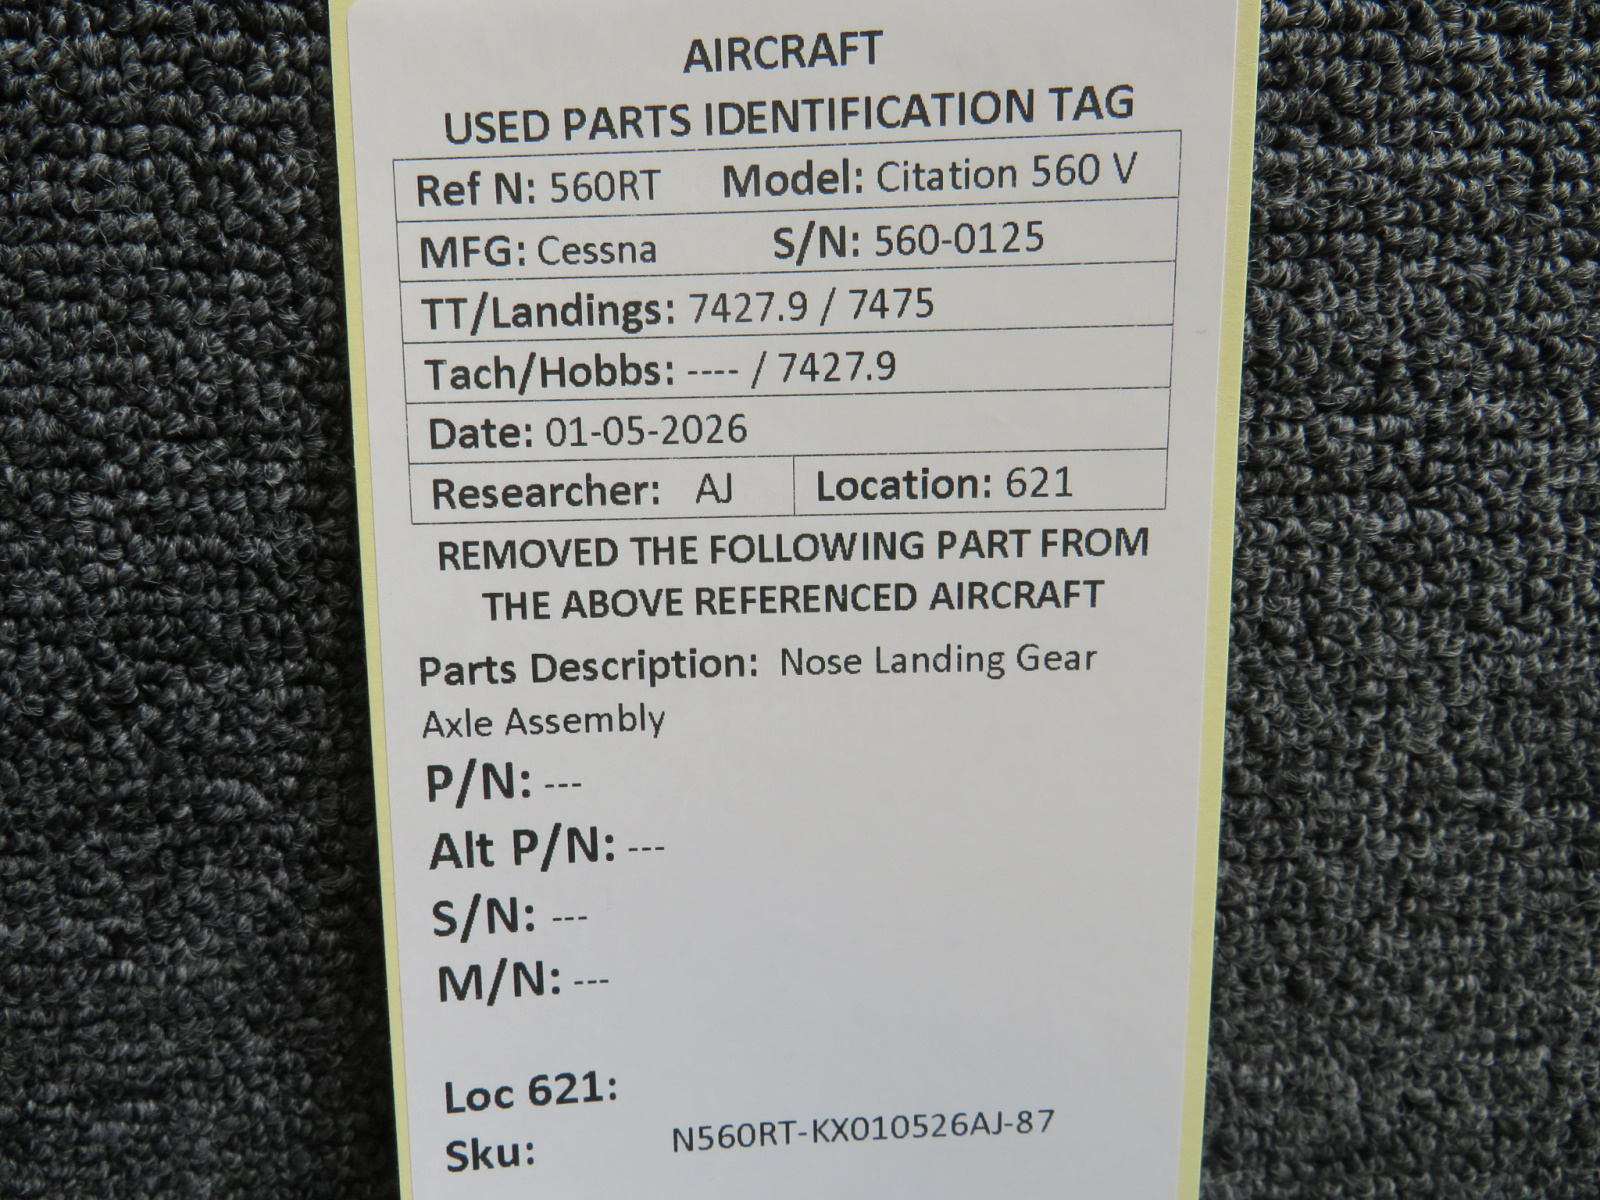 AIRCRAFT
USED PARTS IDENTIFICATION TAG
Ref N: 560RT Model: Citation 560 V
MFG: Cessna S/N: 560-0125
TT/Landings: 7427.9 / 7475
Tach/Hobbs: ---- / 7427.9
Date: 01-05-2026
Researcher: AJ Location: 621
REMOVED THE FOLLOWING PART FROM
THE ABOVE REFERENCED AIRCRAFT
Parts Description: Nose Landing Gear
Axle Assembly
P/N: ---
Alt P/N: ---
S/N: ---
M/N: ---
Loc 621:
Sku: N560RT-KX010526AJ-87